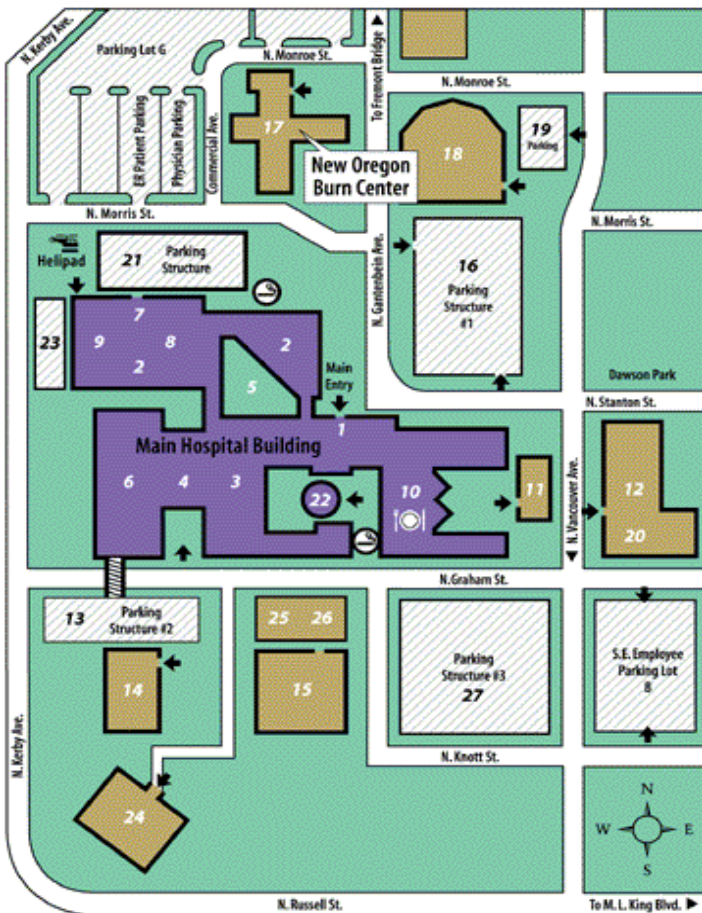 N. Kerby Ave.
Parking Lot G
N. Monroe St.
To Fremont Bridge ▲
N. Monroe St.
ER Patient Parking
Physician Parking
Commercial Ave.
17
New Oregon
Burn Center
18
19
Parking
N. Morris St.
N. Morris St.
Helipad
21
Parking
Structure
N. Gantenbein Ave.
16
Parking
Structure
#1
23
7
9
8
2
2
5
Main
Entry
Dawson Park
N. Stanton St.
1
Main Hospital Building
6
4
3
22
10
11
N. Vancouver Ave.
12
20
N. Graham St.
13
Parking
Structure #2
25
26
14
15
Parking
Structure #3
27
S.E. Employee
Parking Lot
8
N. Kerby Ave.
N. Knott St.
24
N
W
E
S
N. Russell St.
To M. L. King Blvd. ▶